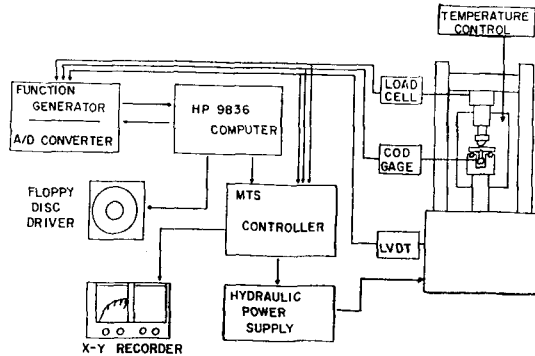 TEMPERATURE
CONTROL
FUNCTION
GENERATOR
A/D CONVERTER
HP 9836
COMPUTER
LOAD
CELL
COD
GAGE
FLOPPY
DISC
DRIVER
MTS
CONTROLLER
LVDT
HYDRAULIC
POWER
SUPPLY
X-Y RECORDER